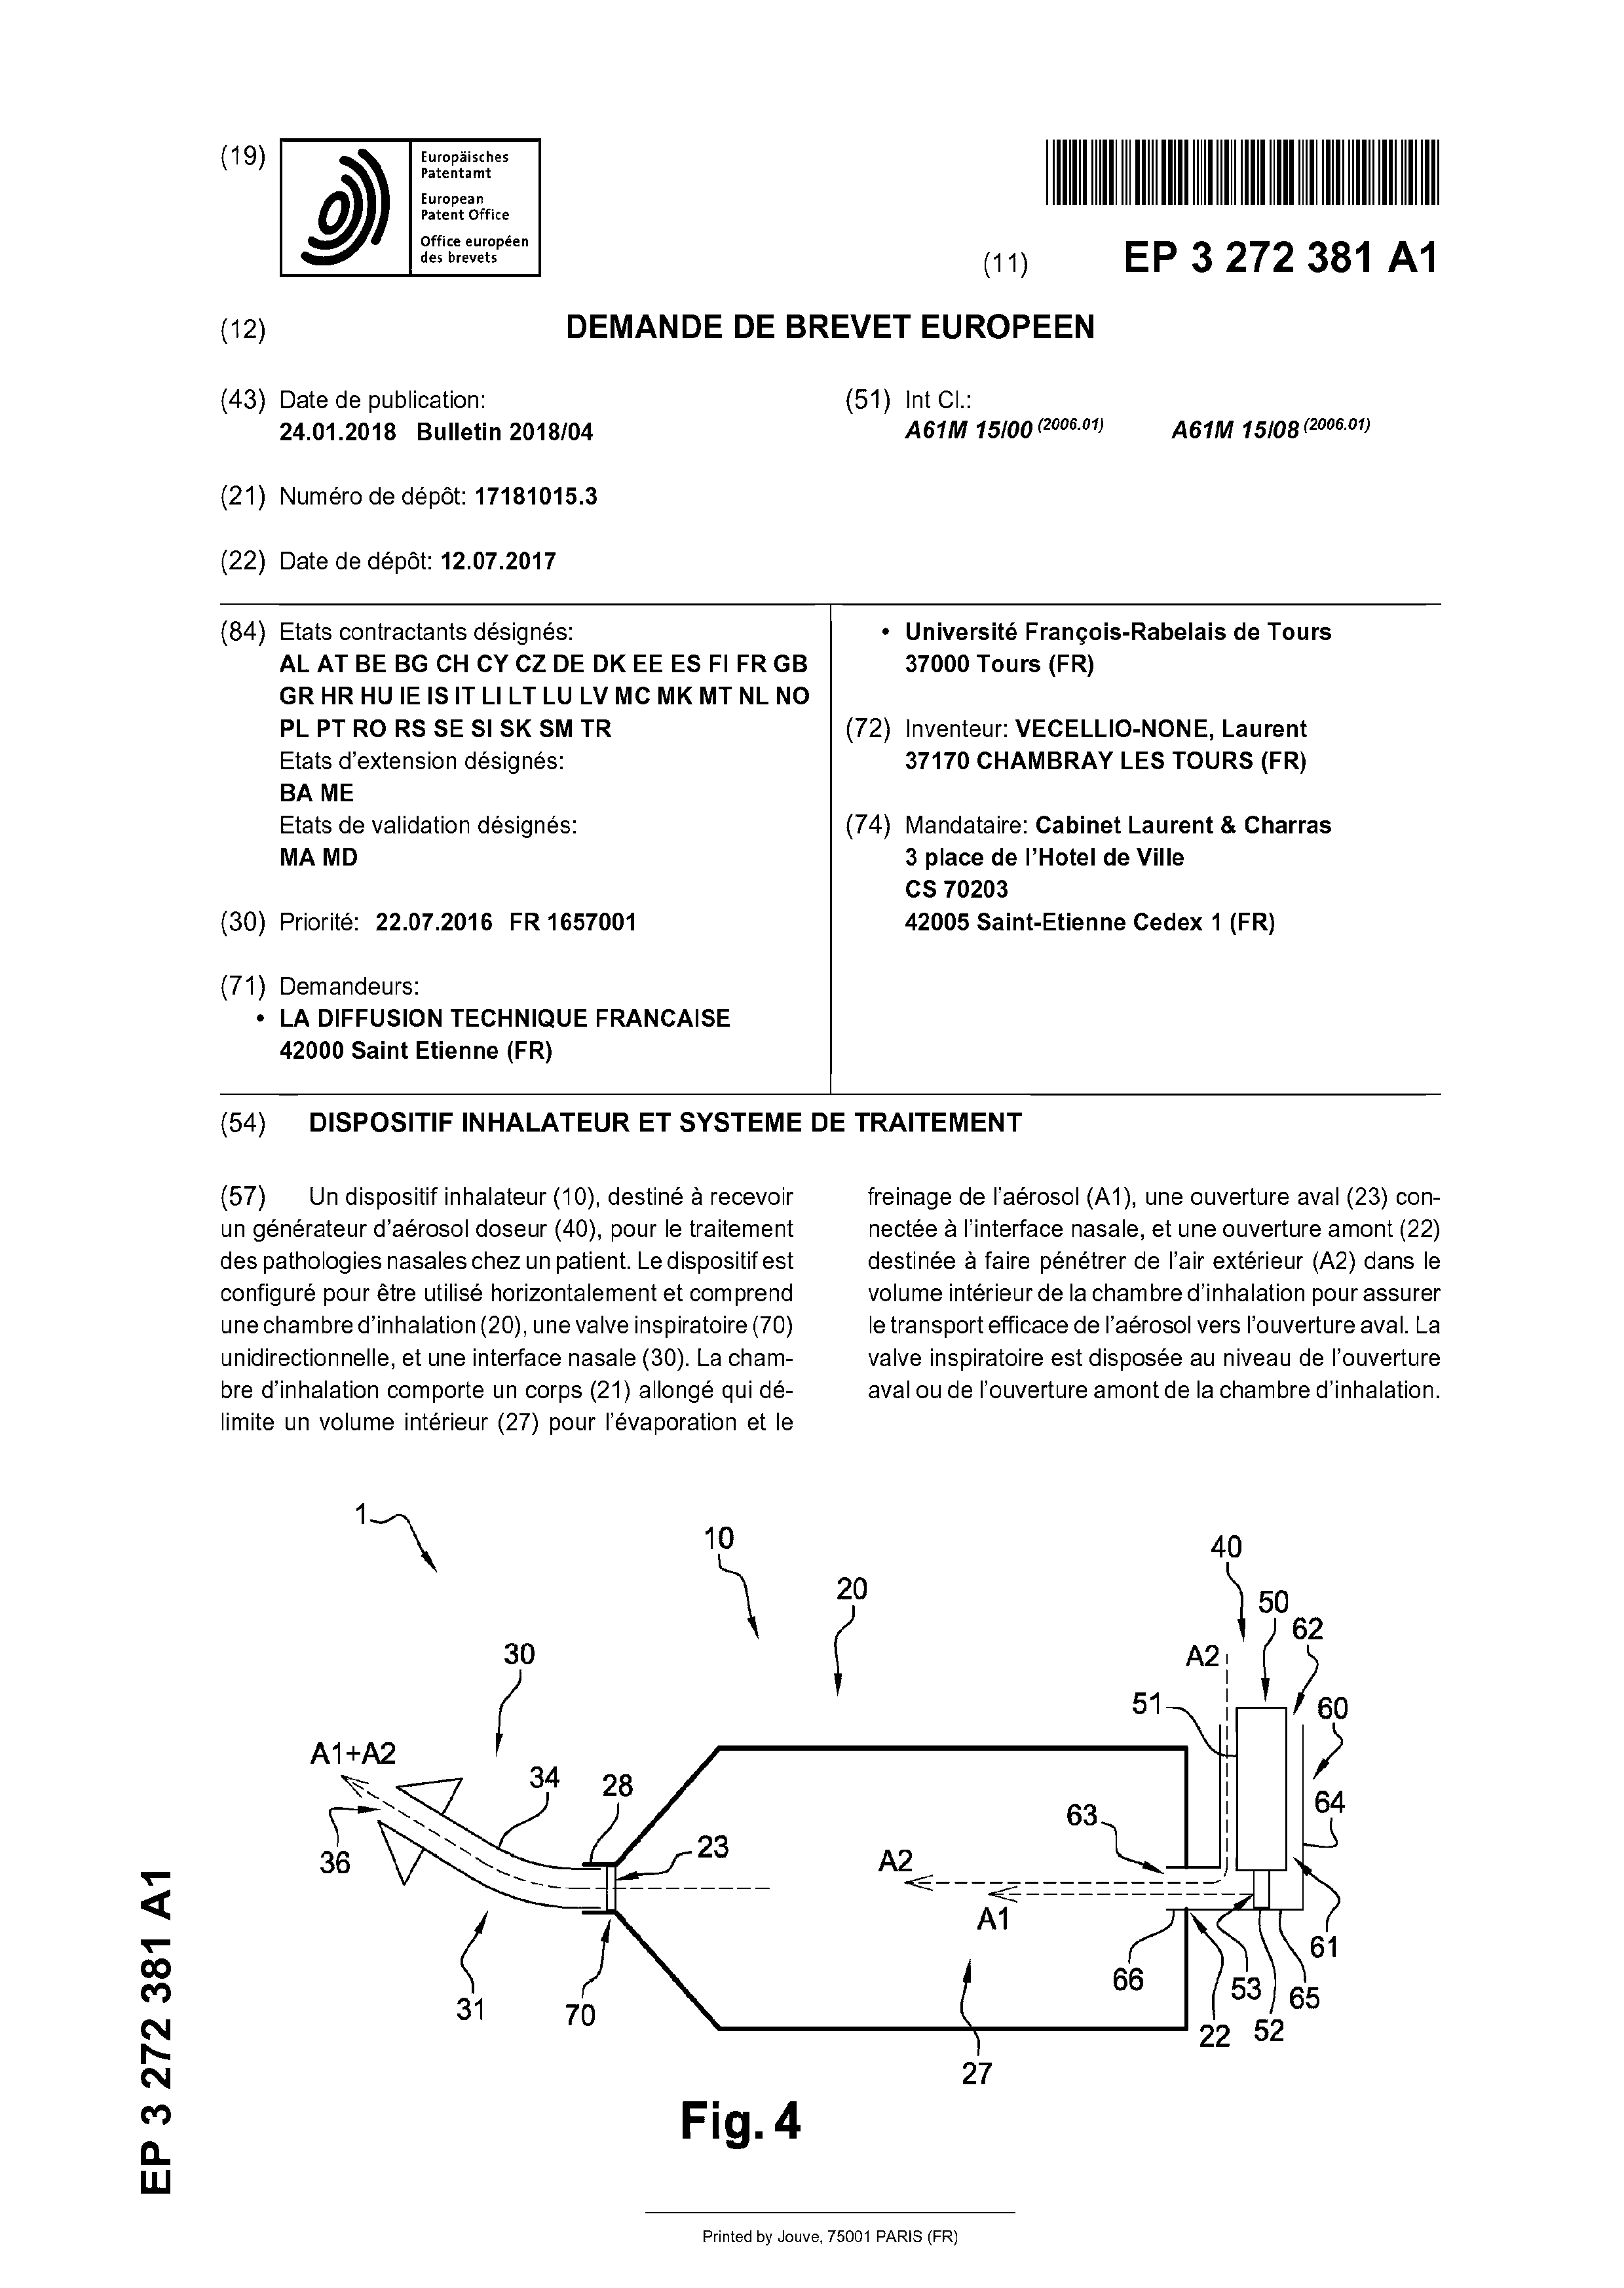 (19)
Europäisches
Patentamt
European
Patent Office
Office européen
des brevets
(11) EP 3 272 381 A1
(12) DEMANDE DE BREVET EUROPEEN
(43) Date de publication:
24.01.2018 Bulletin 2018/04
(21) Numéro de dépôt: 17181015.3
(22) Date de dépôt: 12.07.2017
(51) Int Cl.:
A61M 15/00 (2006.01) A61M 15/08 (2006.01)
(84) Etats contractants désignés:
AL AT BE BG CH CY CZ DE DK EE ES FI FR GB
GR HR HU IE IS IT LI LT LU LV MC MK MT NL NO
PL PT RO RS SE SI SK SM TR
Etats d'extension désignés:
BA ME
Etats de validation désignés:
MA MD
(30) Priorité: 22.07.2016 FR 1657001
(71) Demandeurs:
• LA DIFFUSION TECHNIQUE FRANCAISE
42000 Saint Etienne (FR)
• Université François-Rabelais de Tours
37000 Tours (FR)
(72) Inventeur: VECELLIO-NONE, Laurent
37170 CHAMBRAY LES TOURS (FR)
(74) Mandataire: Cabinet Laurent & Charras
3 place de l'Hotel de Ville
CS 70203
42005 Saint-Etienne Cedex 1 (FR)
(54) DISPOSITIF INHALATEUR ET SYSTEME DE TRAITEMENT
(57) Un dispositif inhalateur (10), destiné à recevoir
un générateur d'aérosol doseur (40), pour le traitement
des pathologies nasales chez un patient. Le dispositif est
configuré pour être utilisé horizontalement et comprend
une chambre d'inhalation (20), une valve inspiratoire (70)
unidirectionnelle, et une interface nasale (30). La cham-
bre d'inhalation comporte un corps (21) allongé qui dé-
limite un volume intérieur (27) pour l'évaporation et le
freinage de l'aérosol (A1), une ouverture aval (23) con-
nectée à l'interface nasale, et une ouverture amont (22)
destinée à faire pénétrer de l'air extérieur (A2) dans le
volume intérieur de la chambre d'inhalation pour assurer
le transport efficace de l'aérosol vers l'ouverture aval. La
valve inspiratoire est disposée au niveau de l'ouverture
aval ou de l'ouverture amont de la chambre d'inhalation.
1
10
40
20
50
62
30
A2
51
60
A1+A2
34
28
64
63
23
36
A2
A1
61
66
53
65
31
70
22
52
27
Fig. 4
EP 3 272 381 A1
Printed by Jouve, 75001 PARIS (FR)